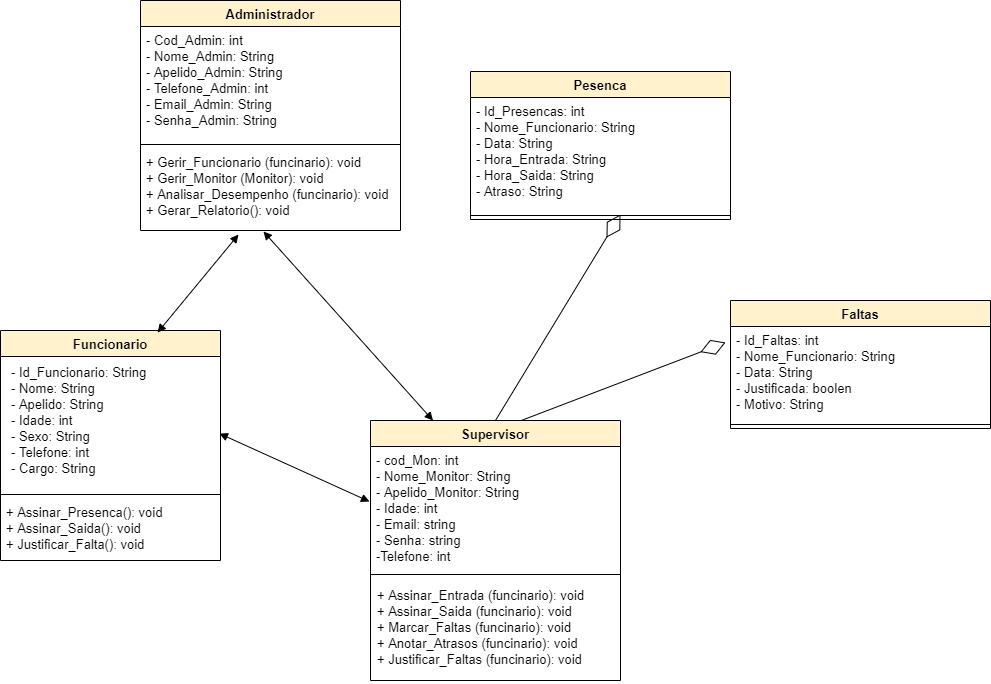 Administrador
- Cod_Admin: int
- Nome_Admin: String
- Apelido_Admin: String
- Telefone_Admin: int
- Email_Admin: String
- Senha_Admin: String
+ Gerir_Funcionario (funcinario): void
+ Gerir_Monitor (Monitor): void
+ Analisar_Desempenho (funcinario): void
+ Gerar_Relatorio(): void
Pesenca
- Id_Presencas: int
- Nome_Funcionario: String
- Data: String
- Hora_Entrada: String
- Hora_Saida: String
- Atraso: String
Faltas
- Id_Faltas: int
- Nome_Funcionario: String
- Data: String
- Justificada: boolen
- Motivo: String
Funcionario
- Id_Funcionario: String
- Nome: String
- Apelido: String
- Idade: int
- Sexo: String
- Telefone: int
- Cargo: String
+ Assinar_Presenca(): void
+ Assinar_Saida(): void
+ Justificar_Falta(): void
Supervisor
- cod_Mon: int
- Nome_Monitor: String
- Apelido_Monitor: String
- Idade: int
- Email: string
- Senha: string
-Telefone: int
+ Assinar_Entrada (funcinario): void
+ Assinar_Saida (funcinario): void
+ Marcar_Faltas (funcinario): void
+ Anotar_Atrasos (funcinario): void
+ Justificar_Faltas (funcinario): void